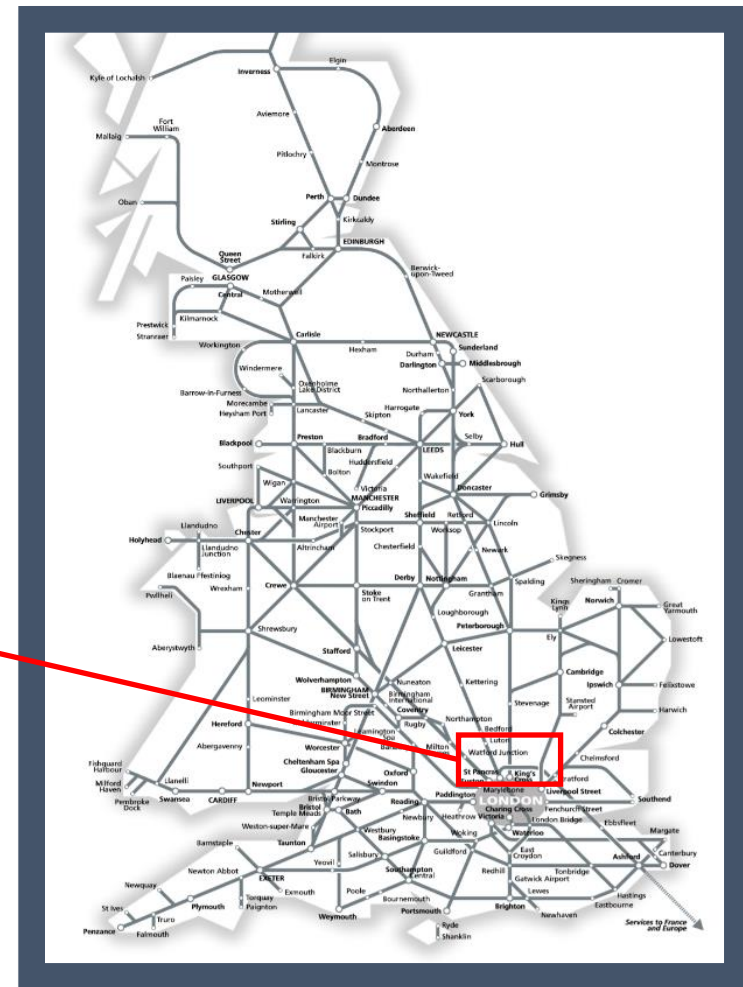 Elgin
Kyle of Lochalsh
Inverness
Aviemore
Aberdeen
Fort
William
Mallaig
Pitlochry
Montrose
Perth
Dundee
Oban
Stirling
Kirkcaldy
EDINBURGH
Queen
Street
Falkirk
GLASGOW
Central
Paisley
Motherwell
Berwick-
upon-Tweed
Kilmarnock
Prestwick
Stranraer
Carlisle
NEWCASTLE
Workington
Hexham
Sunderland
Durham
Darlington
Middlesbrough
Windermere
Oxenholme
Lake District
Northallerton
Scarborough
Barrow-in-Furness
Morecambe
Heysham Port
Lancaster
Harrogate
Skipton
York
Blackpool
Preston
Bradford
Selby
Hull
Blackburn
LEEDS
Southport
Huddersfield
Bolton
Wakefield
Wigan
Victoria
Doncaster
Grimsby
LIVERPOOL
Warrington
MANCHESTER
Piccadilly
Manchester
Airport
Sheffield
Retford
Llandudno
Stockport
Worksop
Lincoln
Holyhead
Chester
Llandudno
Junction
Altrincham
Chesterfield
Newark
Skegness
Blaenau Ffestiniog
Crewe
Derby
Nottingham
Spalding
Sheringham
Cromer
Pwllheli
Wrexham
Stoke
on Trent
Grantham
Kings
Lynn
Norwich
Great
Yarmouth
Loughborough
Peterborough
Shrewsbury
Ely
Lowestoft
Aberystwyth
Stafford
Leicester
Wolverhampton
Nuneaton
Cambridge
BIRMINGHAM
New Street
Birmingham
International
Kettering
Ipswich
Felixstowe
Leominster
Coventry
Stevenage
Stansted
Airport
Birmingham Moor Street
Rugby
Northampton
Harwich
Hereford
Leamington
Spa
Bedford
Colchester
Worcester
Milton
Luton
Abergavenny
Watford Junction
Cheltenham Spa
Chelmsford
Fishguard
Harbour
Gloucester
Oxford
St Pancras
King's
Cross
Euston
Stratford
Llanelli
Milford
Haven
Newport
Swindon
Marylebone
Liverpool Street
Pembroke
Dock
Swansea
CARDIFF
Bristol Parkway
Reading
Paddington
LONDON
Southend
Bristol
Temple Meads
Bath
Charing Cross
Fenchurch Street
Newbury
Heathrow
Victoria
London Bridge
Ebbsfleet
Weston-super-Mare
Westbury
Basingstoke
Woking
Waterloo
Margate
Barnstaple
Taunton
Salisbury
Guildford
East
Croydon
Canterbury
Newton Abbot
Yeovil
Southampton
Central
Redhill
Tonbridge
Ashford
Dover
EXETER
Gatwick Airport
Newquay
Exmouth
Poole
Lewes
Hastings
St Ives
Plymouth
Torquay
Paignton
Bournemouth
Eastbourne
Truro
Weymouth
Portsmouth
Brighton
Newhaven
Penzance
Falmouth
Ryde
Shanklin
Services to France
and Europe